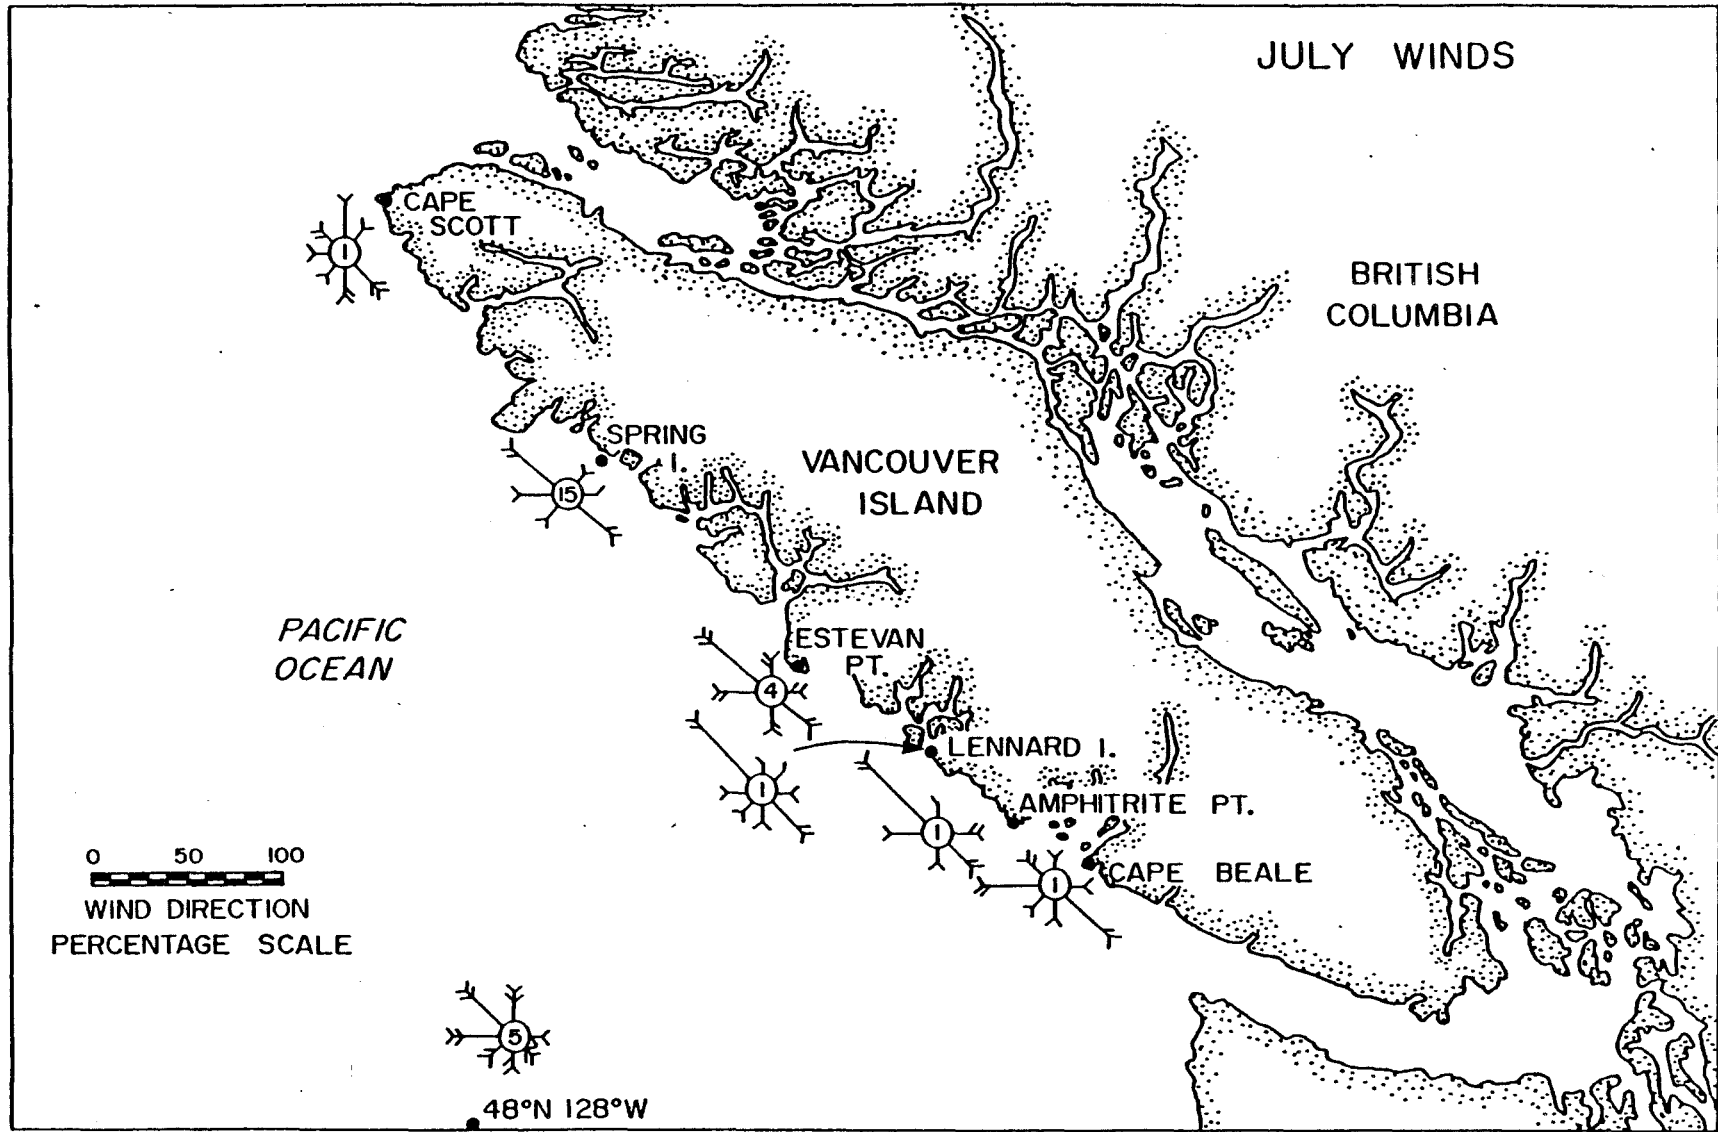 JULY WINDS
CAPE
SCOTT
1
BRITISH
COLUMBIA
SPRING
I.
15
VANCOUVER
ISLAND
PACIFIC
OCEAN
ESTEVAN
PT.
4
LENNARD I.
1
AMPHITRITE PT.
1
CAPE BEALE
1
0 50 100
WIND DIRECTION
PERCENTAGE SCALE
5
48°N 128°W